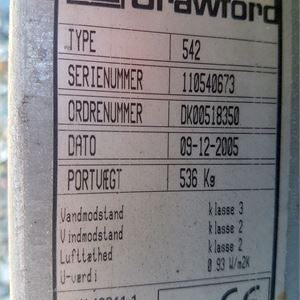 Crawford
TYPE 542
SERIENUMMER 110540673
ORDRENUMMER DK00518350
DATO 09-12-2005
PORTVÆGT 536 Kg
Vandmodstand klasse 3
Vindmodstand klasse 2
Lufttæthed klasse 2
U-værdi 0 93 W/m2K
CE